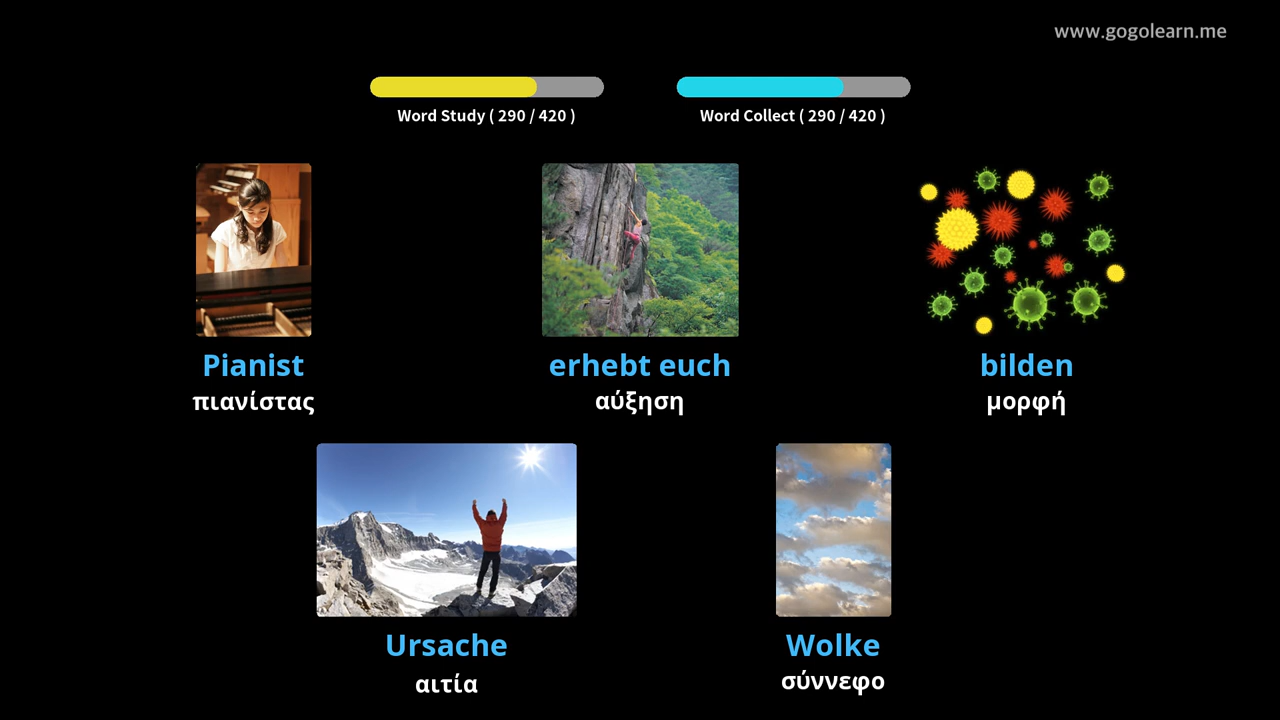 www.gogolearn.me
Word Study ( 290 / 420 )
Word Collect ( 290 / 420 )
Pianist
πιανίστας
erhebt euch
αύξηση
bilden
μορφή
Ursache
αιτία
Wolke
σύννεφο